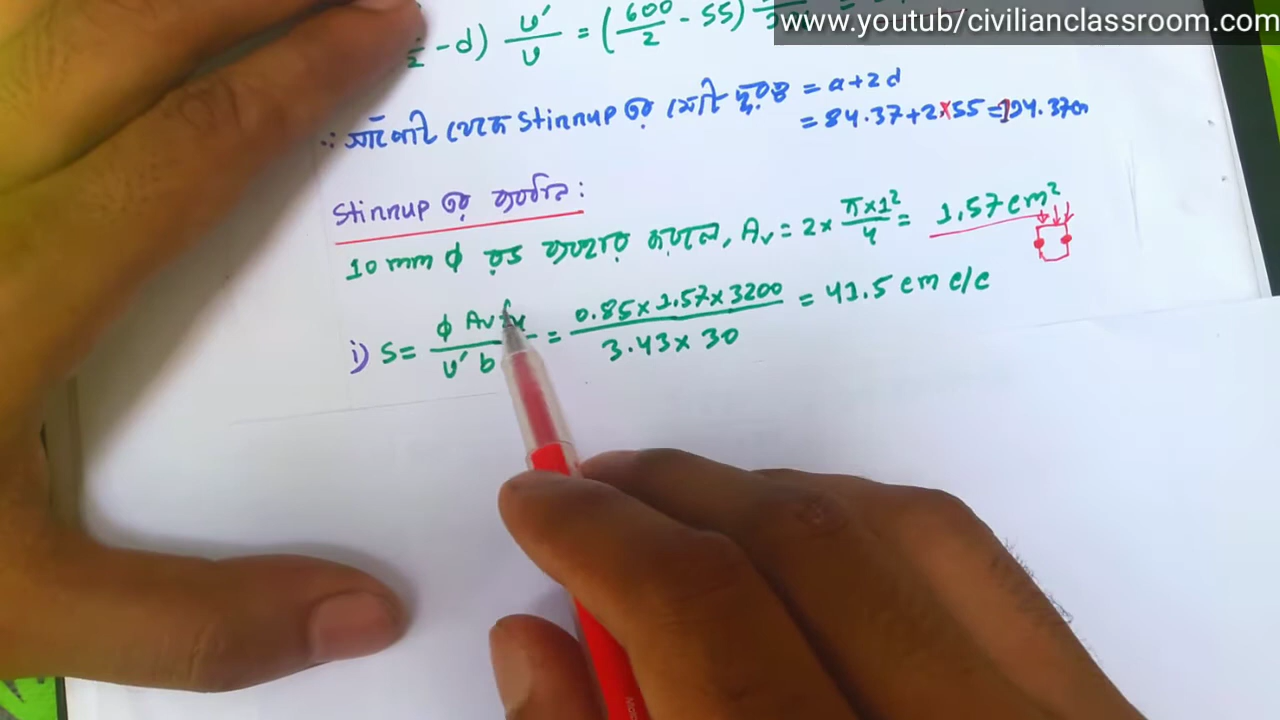 www.youtub/civilianclassroom.com
-d) v'/v = (600/2 - 55)
∴ সাপোর্ট থেকে Stirrup এর মোট দূরত্ব = a+2d
= 84.37+2×55 = 194.37cm
Stirrup এর ব্যবধান:
10 mm ϕ রড ব্যবহার করলে, Av = 2× π×1²/4 = 1.57 cm²
i) S = ϕ Av fy / v' b = 0.85×1.57×3200 / 3.43×30 = 41.5 cm c/c